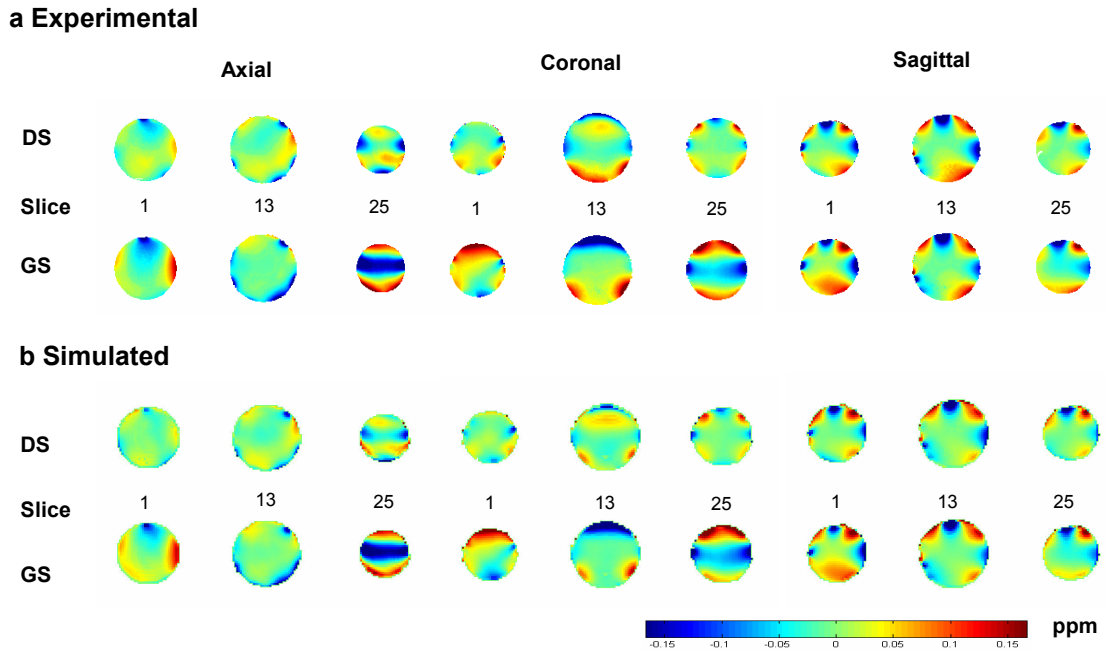 a Experimental
Axial Coronal Sagittal
DS
Slice 1 13 25 1 13 25 1 13 25
GS
b Simulated
DS
Slice 1 13 25 1 13 25 1 13 25
GS
ppm
-0.15 -0.1 -0.05 0 0.05 0.1 0.15